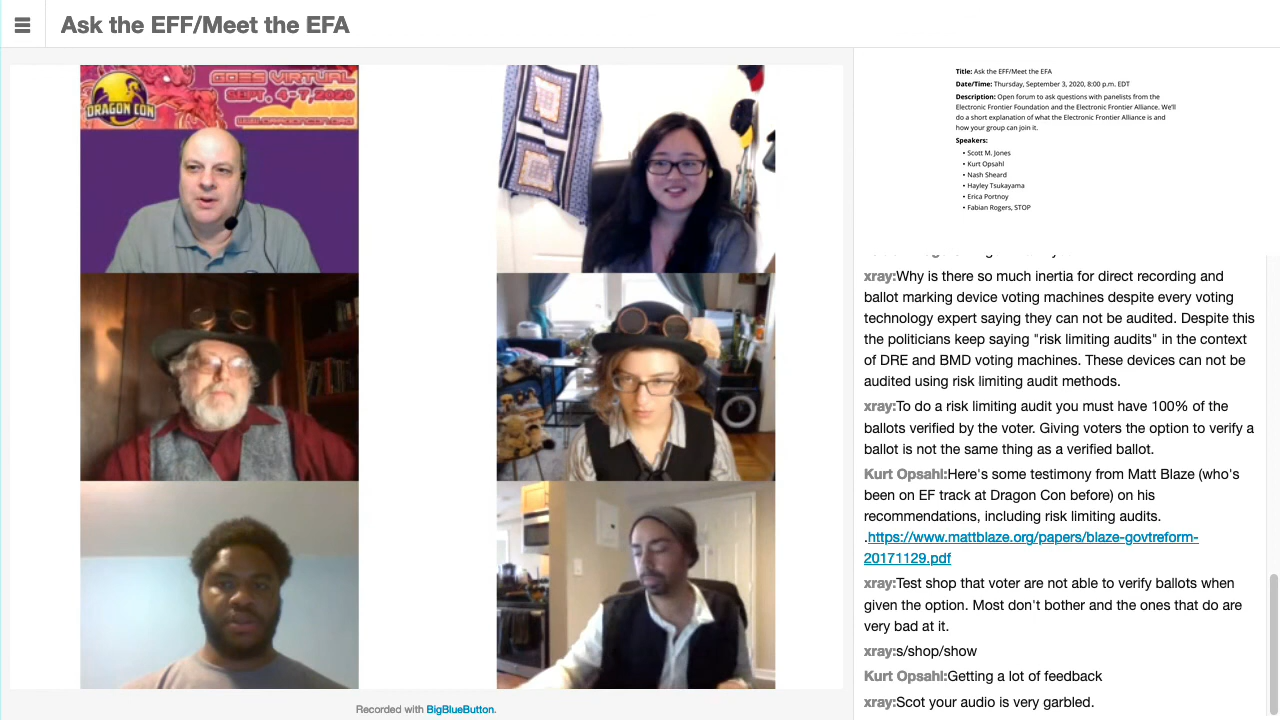 Ask the EFF/Meet the EFA
GOES VIRTUAL
SEPT. 4-7, 2020
DRAGON CON
Title: Ask the EFF/Meet the EFA
Date/Time: Thursday, September 3, 2020, 8:00 p.m. EDT
Description: Open forum to ask questions with panelists from the
Electronic Frontier Foundation and the Electronic Frontier Alliance. We'll
do a short explanation of what the Electronic Frontier Alliance is and
how your group can join it.
Speakers:
• Scott M. Jones
• Kurt Opsahl
• Nash Sheard
• Hayley Tsukayama
• Erica Portnoy
• Fabian Rogers, STOP
xray:Why is there so much inertia for direct recording and
ballot marking device voting machines despite every voting
technology expert saying they can not be audited. Despite this
the politicians keep saying "risk limiting audits" in the context
of DRE and BMD voting machines. These devices can not be
audited using risk limiting audit methods.
xray:To do a risk limiting audit you must have 100% of the
ballots verified by the voter. Giving voters the option to verify a
ballot is not the same thing as a verified ballot.
Kurt Opsahl:Here's some testimony from Matt Blaze (who's
been on EF track at Dragon Con before) on his
recommendations, including risk limiting audits.
.https://www.mattblaze.org/papers/blaze-govtreform-
20171129.pdf
xray:Test shop that voter are not able to verify ballots when
given the option. Most don't bother and the ones that do are
very bad at it.
xray:s/shop/show
Kurt Opsahl:Getting a lot of feedback
xray:Scot your audio is very garbled.
Recorded with BigBlueButton.